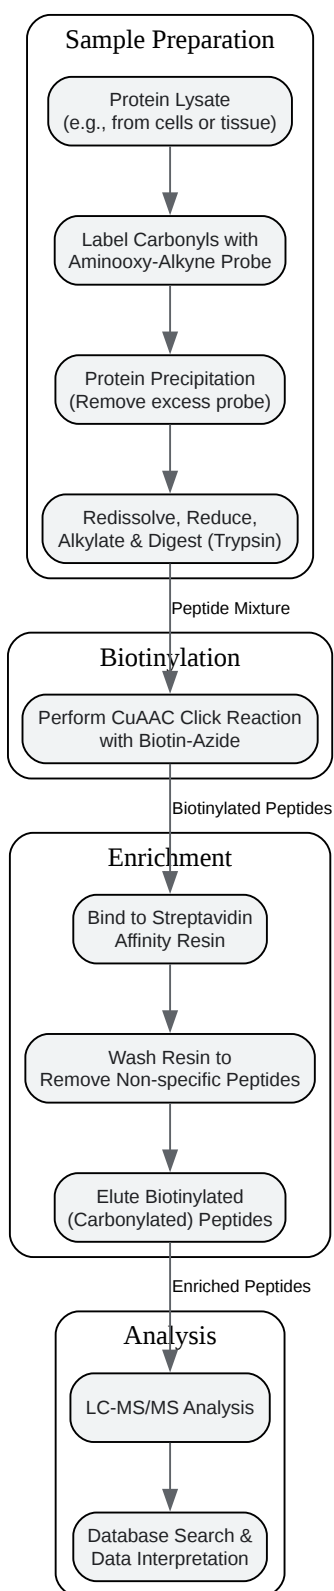 Sample Preparation
Protein Lysate
(e.g., from cells or tissue)
Label Carbonyls with
Aminooxy-Alkyne Probe
Protein Precipitation
(Remove excess probe)
Redissolve, Reduce,
Alkylate & Digest (Trypsin)
Peptide Mixture
Biotinylation
Perform CuAAC Click Reaction
with Biotin-Azide
Biotinylated Peptides
Enrichment
Bind to Streptavidin
Affinity Resin
Wash Resin to
Remove Non-specific Peptides
Elute Biotinylated
(Carbonylated) Peptides
Enriched Peptides
Analysis
LC-MS/MS Analysis
Database Search &
Data Interpretation